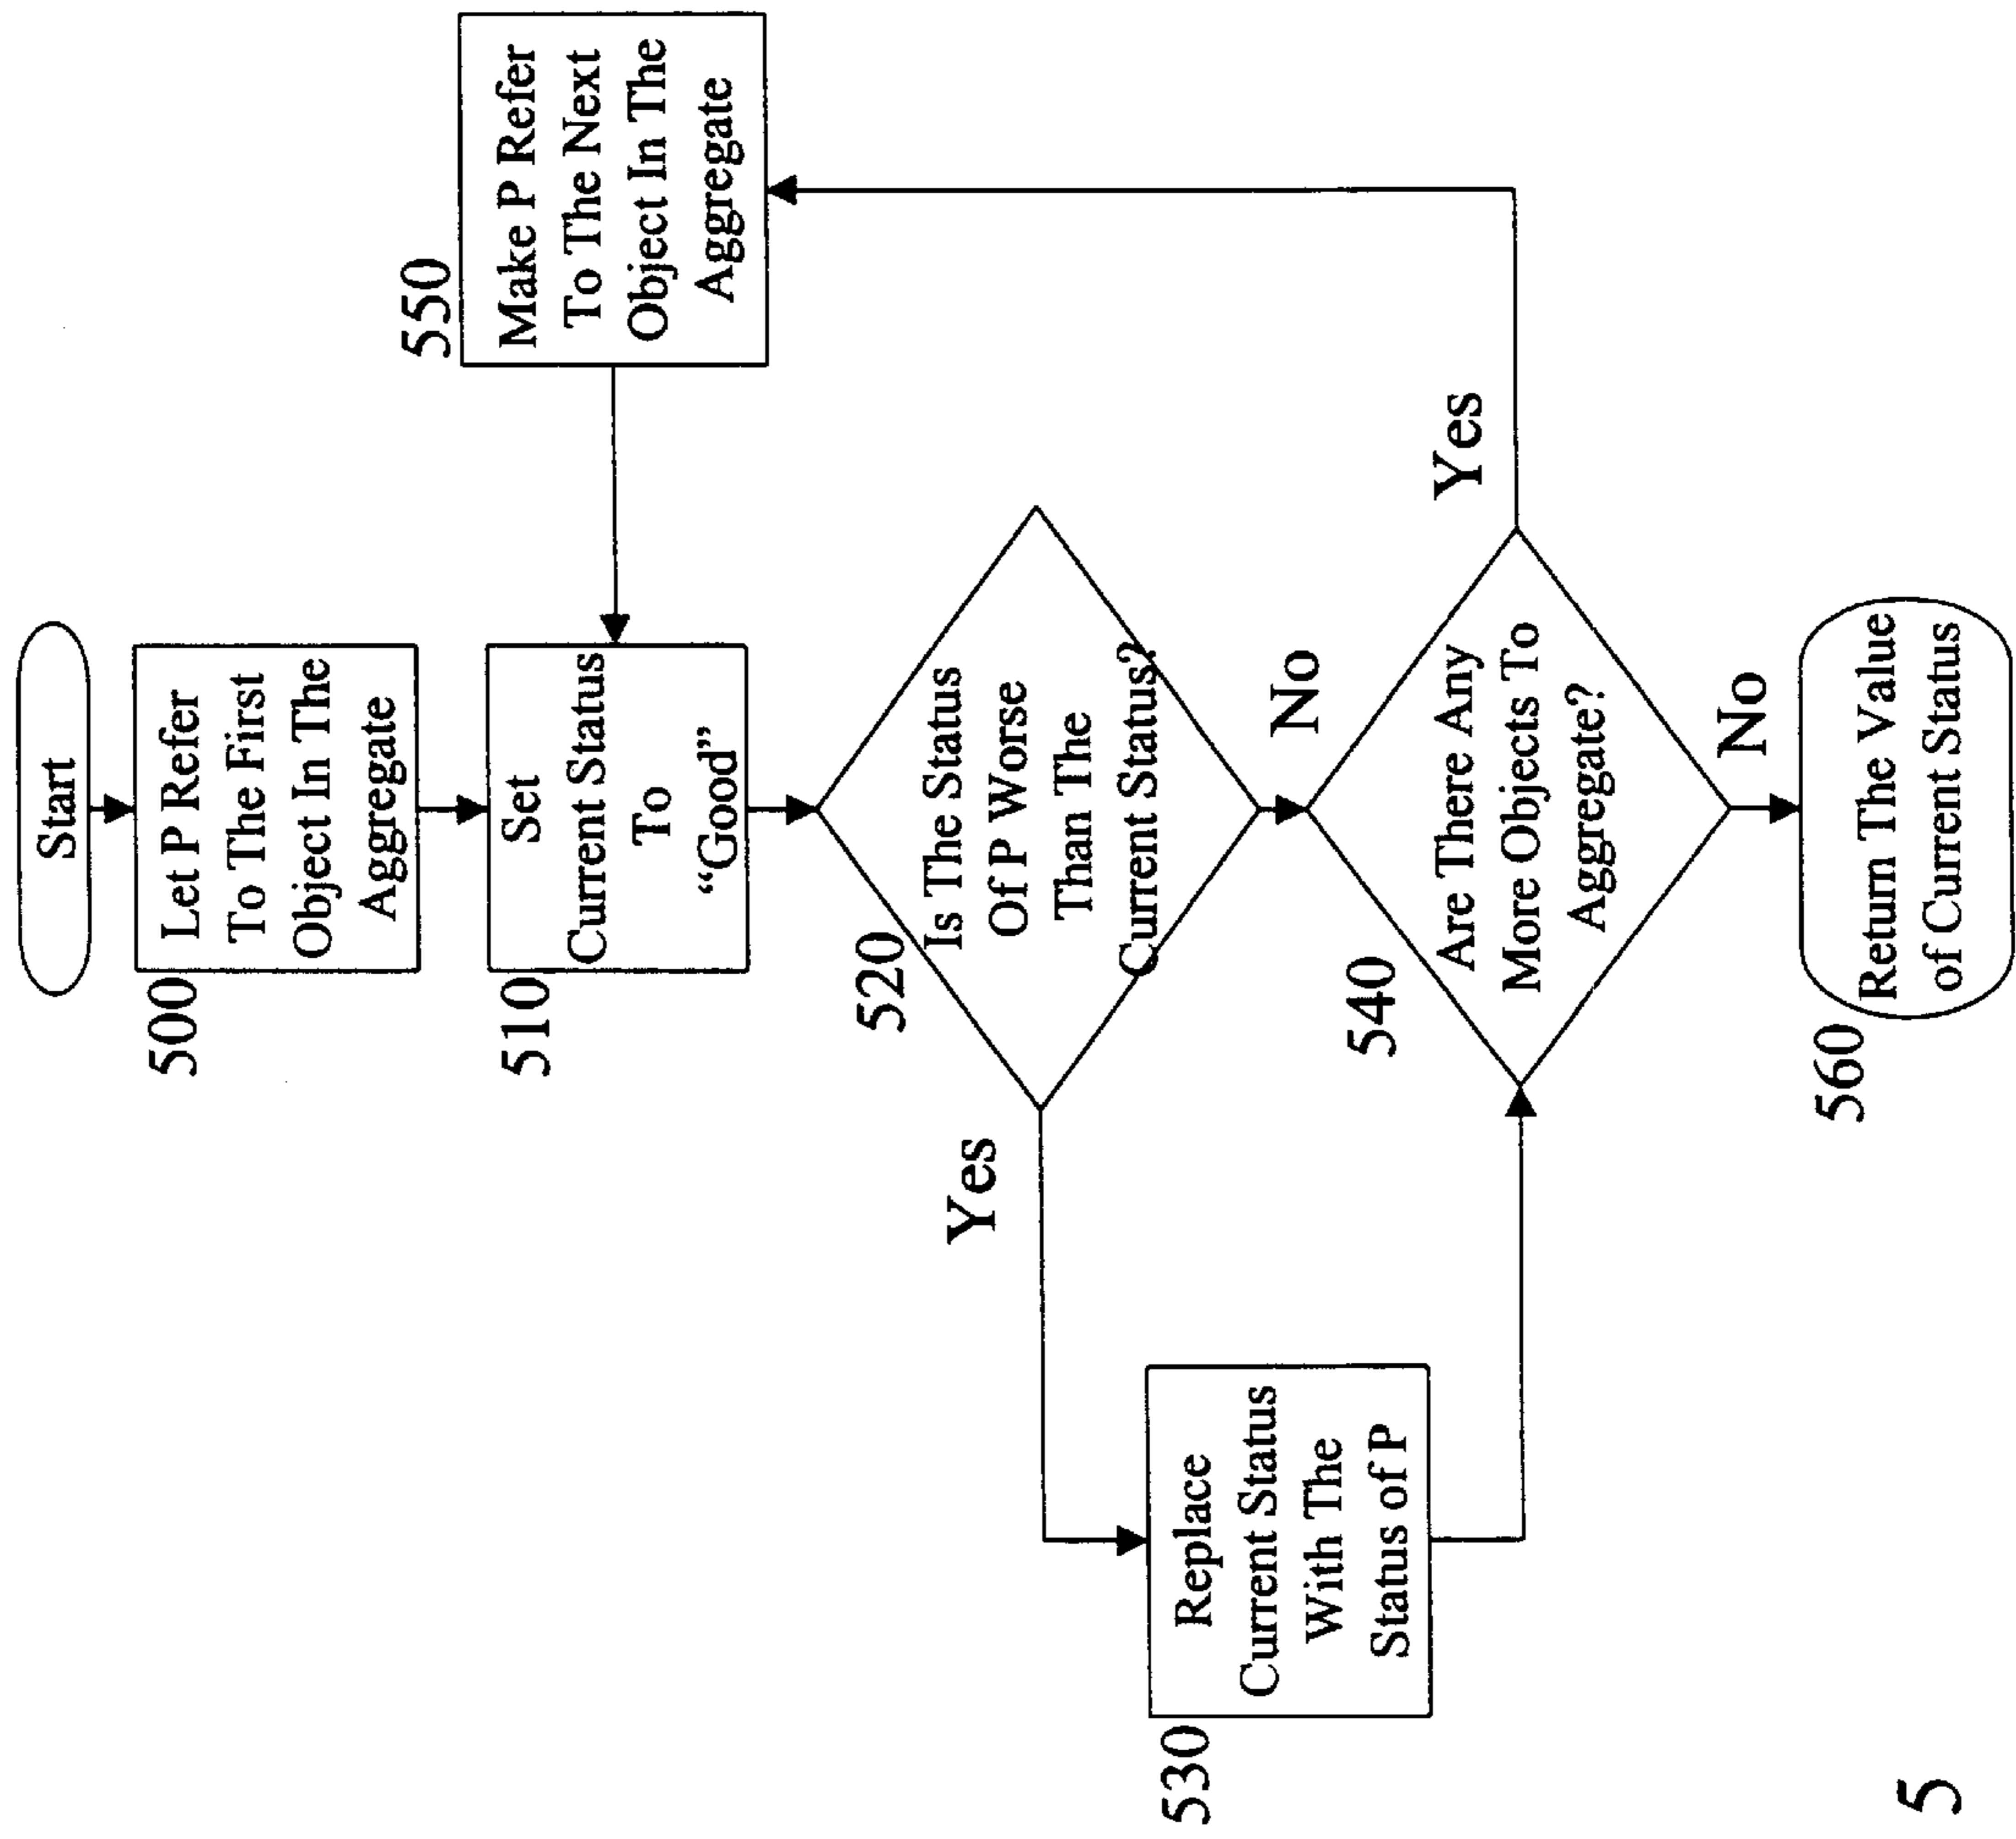 Start
500
Let P Refer
To The First
Object In The
Aggregate
510
Set
Current Status
To
“Good”
550
Make P Refer
To The Next
Object In The
Aggregate
520
Is The Status
Of P Worse
Than The
Current Status?
Yes
No
530
Replace
Current Status
With The
Status of P
540
Are There Any
More Objects To
Aggregate?
Yes
No
560
Return The Value
of Current Status
5